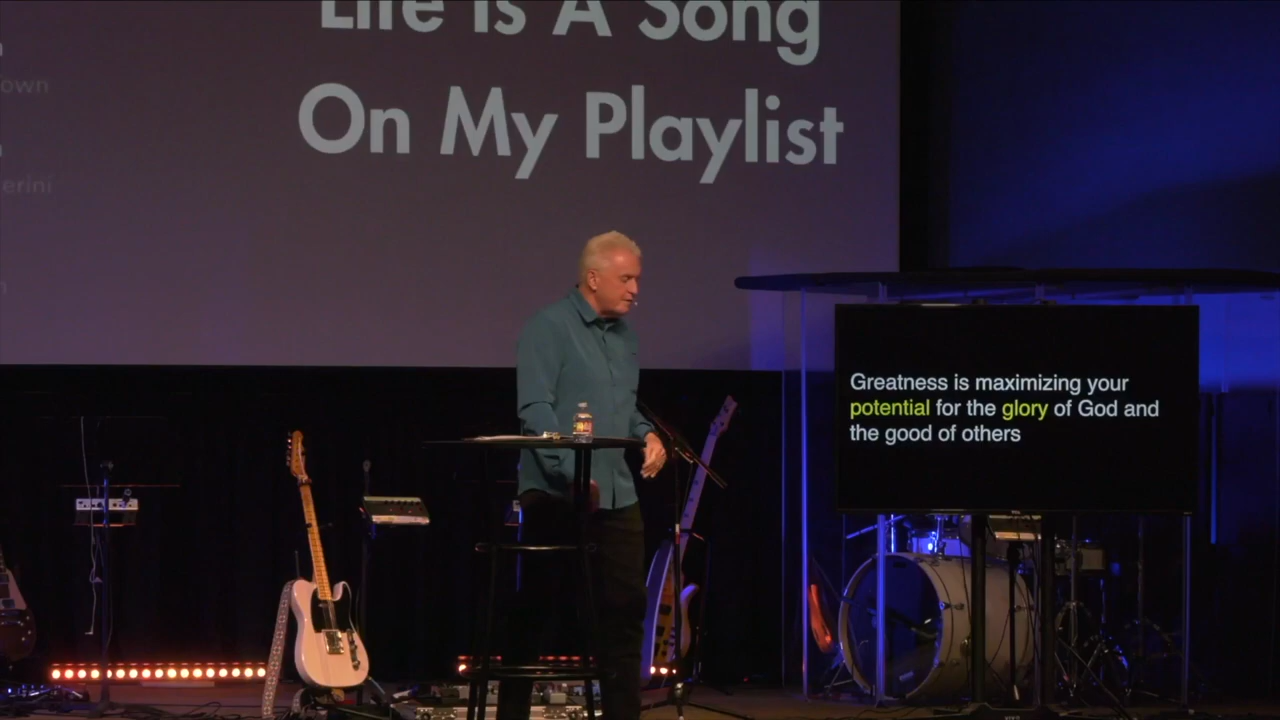 Life Is A Song
On My Playlist
Greatness is maximizing your
potential for the glory of God and
the good of others